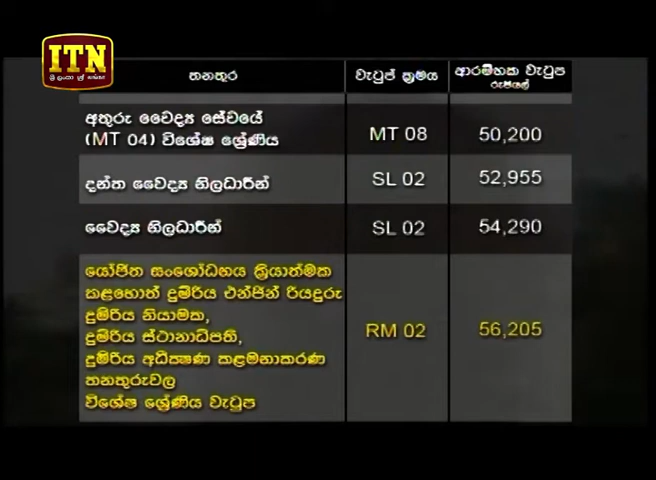 ITN
ශ්‍රී ලංකා ශ්‍රේණි නාලිකා
තනතුර
වැටුප් ක්‍රමය
ආරම්භක වැටුප
රුපියල්
අතුරු වෛද්‍ය සේවයේ
(MT 04) විශේෂ ශ්‍රේණිය
MT 08
50,200
දන්ත වෛද්‍ය නිලධාරීන්
SL 02
52,955
වෛද්‍ය නිලධාරීන්
SL 02
54,290
යෝජිත සංශෝධනය ක්‍රියාත්මක
කළහොත් දුම්රිය එන්ජින් රියදුරු
දුම්රිය නියාමක,
දුම්රිය ස්ථානාධිපති,
දුම්රිය අධීක්ෂණ කළමනාකරණ
තනතුරුවල
විශේෂ ශ්‍රේණිය වැටුප
RM 02
56,205